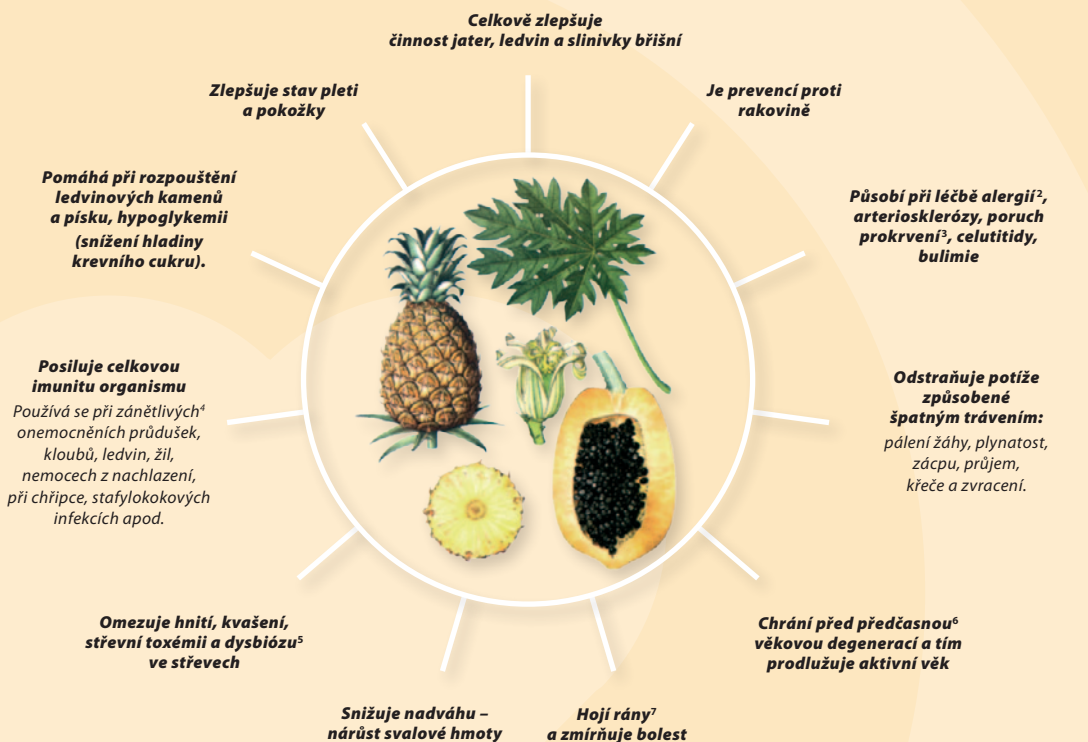 Celkově zlepšuje
činnost jater, ledvin a slinivky břišní
Zlepšuje stav pleti
a pokožky
Je prevencí proti
rakovině
Pomáhá při rozpouštění
ledvinových kamenů
a písku, hypoglykemii
(snížení hladiny
krevního cukru).
Působí při léčbě alergií²,
arteriosklerózy, poruch
prokrvení³, celutitidy,
bulimie
Posiluje celkovou
imunitu organismu
Používá se při zánětlivých⁴
onemocněních průdušek,
kloubů, ledvin, žil,
nemocech z nachlazení,
při chřipce, stafylokokových
infekcích apod.
Odstraňuje potíže
způsobené
špatným trávením:
pálení žáhy, plynatost,
zácpu, průjem,
křeče a zvracení.
Omezuje hnití, kvašení,
střevní toxémii a dysbiózu⁵
ve střevech
Chrání před předčasnou⁶
věkovou degenerací a tím
prodlužuje aktivní věk
Snižuje nadváhu –
nárůst svalové hmoty
Hojí rány⁷
a zmírňuje bolest